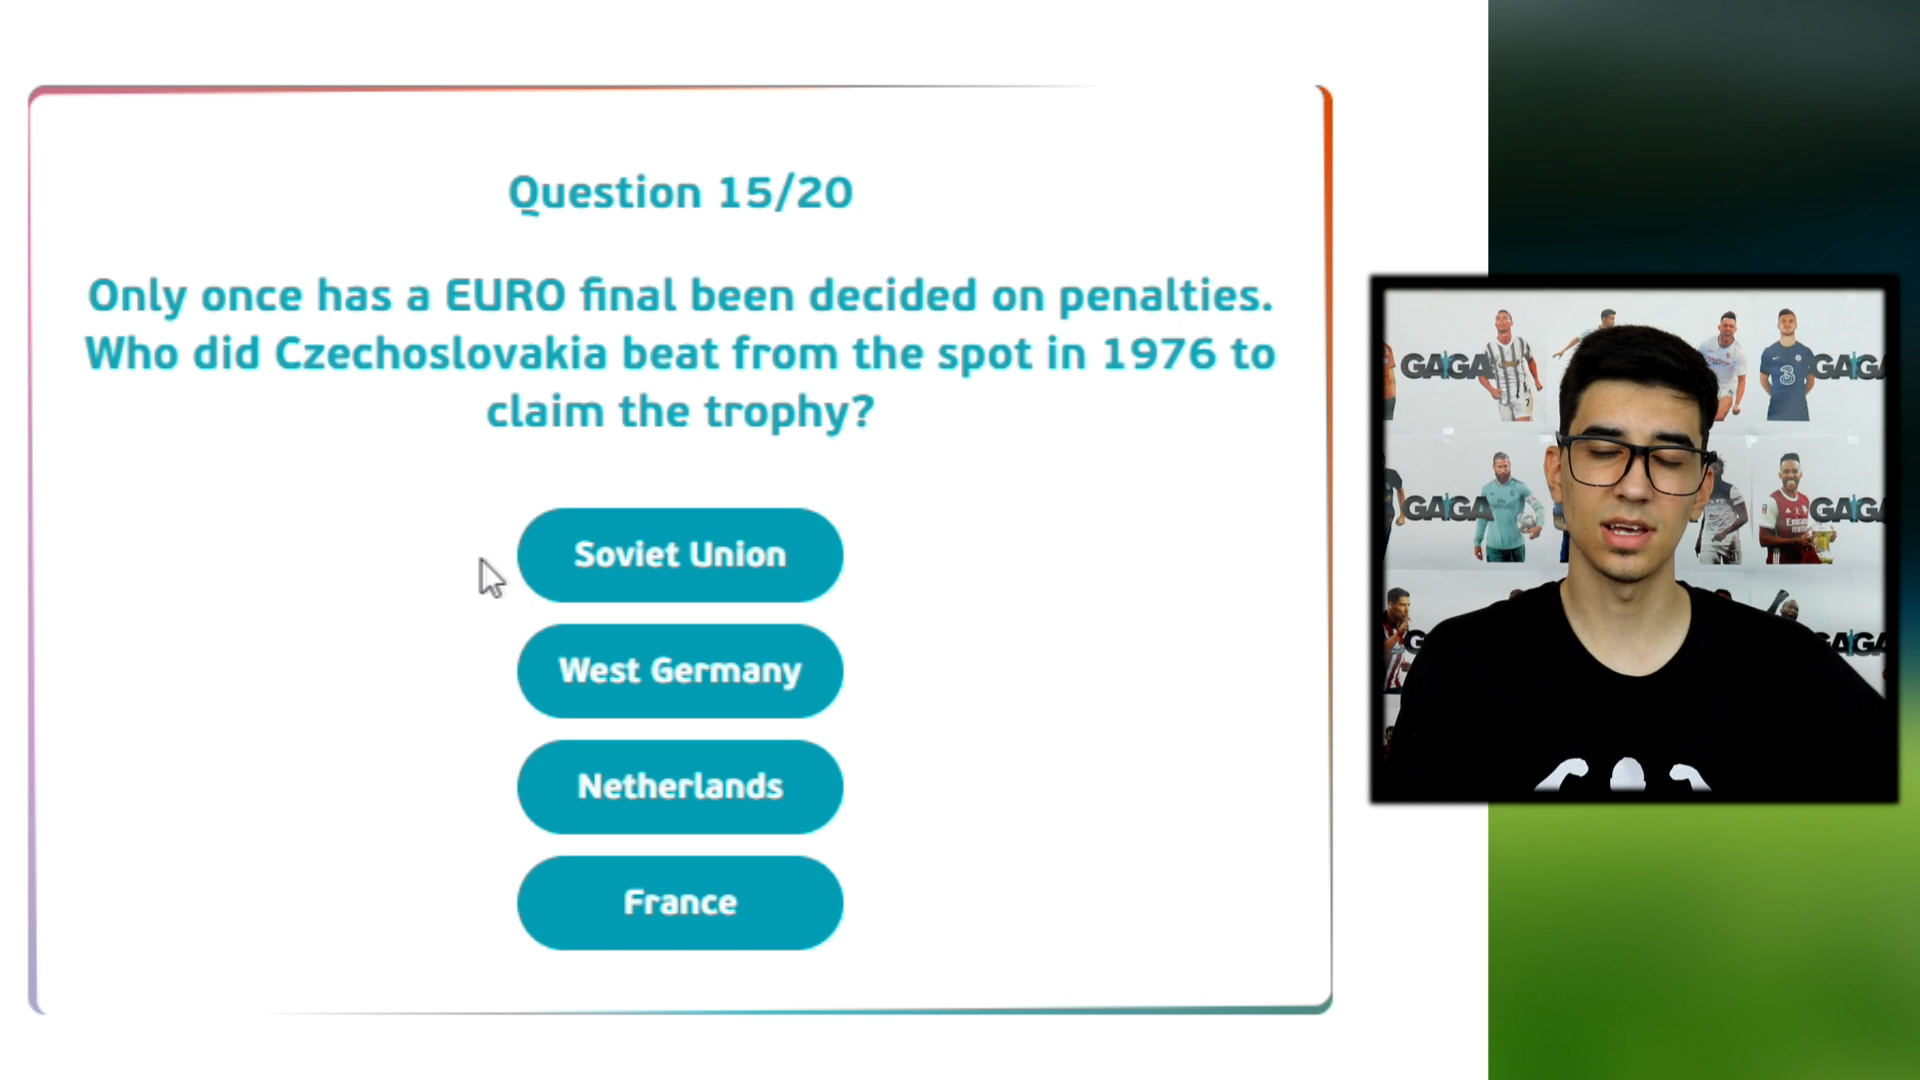 Question 15/20
Only once has a EURO final been decided on penalties.
Who did Czechoslovakia beat from the spot in 1976 to
claim the trophy?
Soviet Union
West Germany
Netherlands
France
GAGA
GAGA
GAGA
GAGA